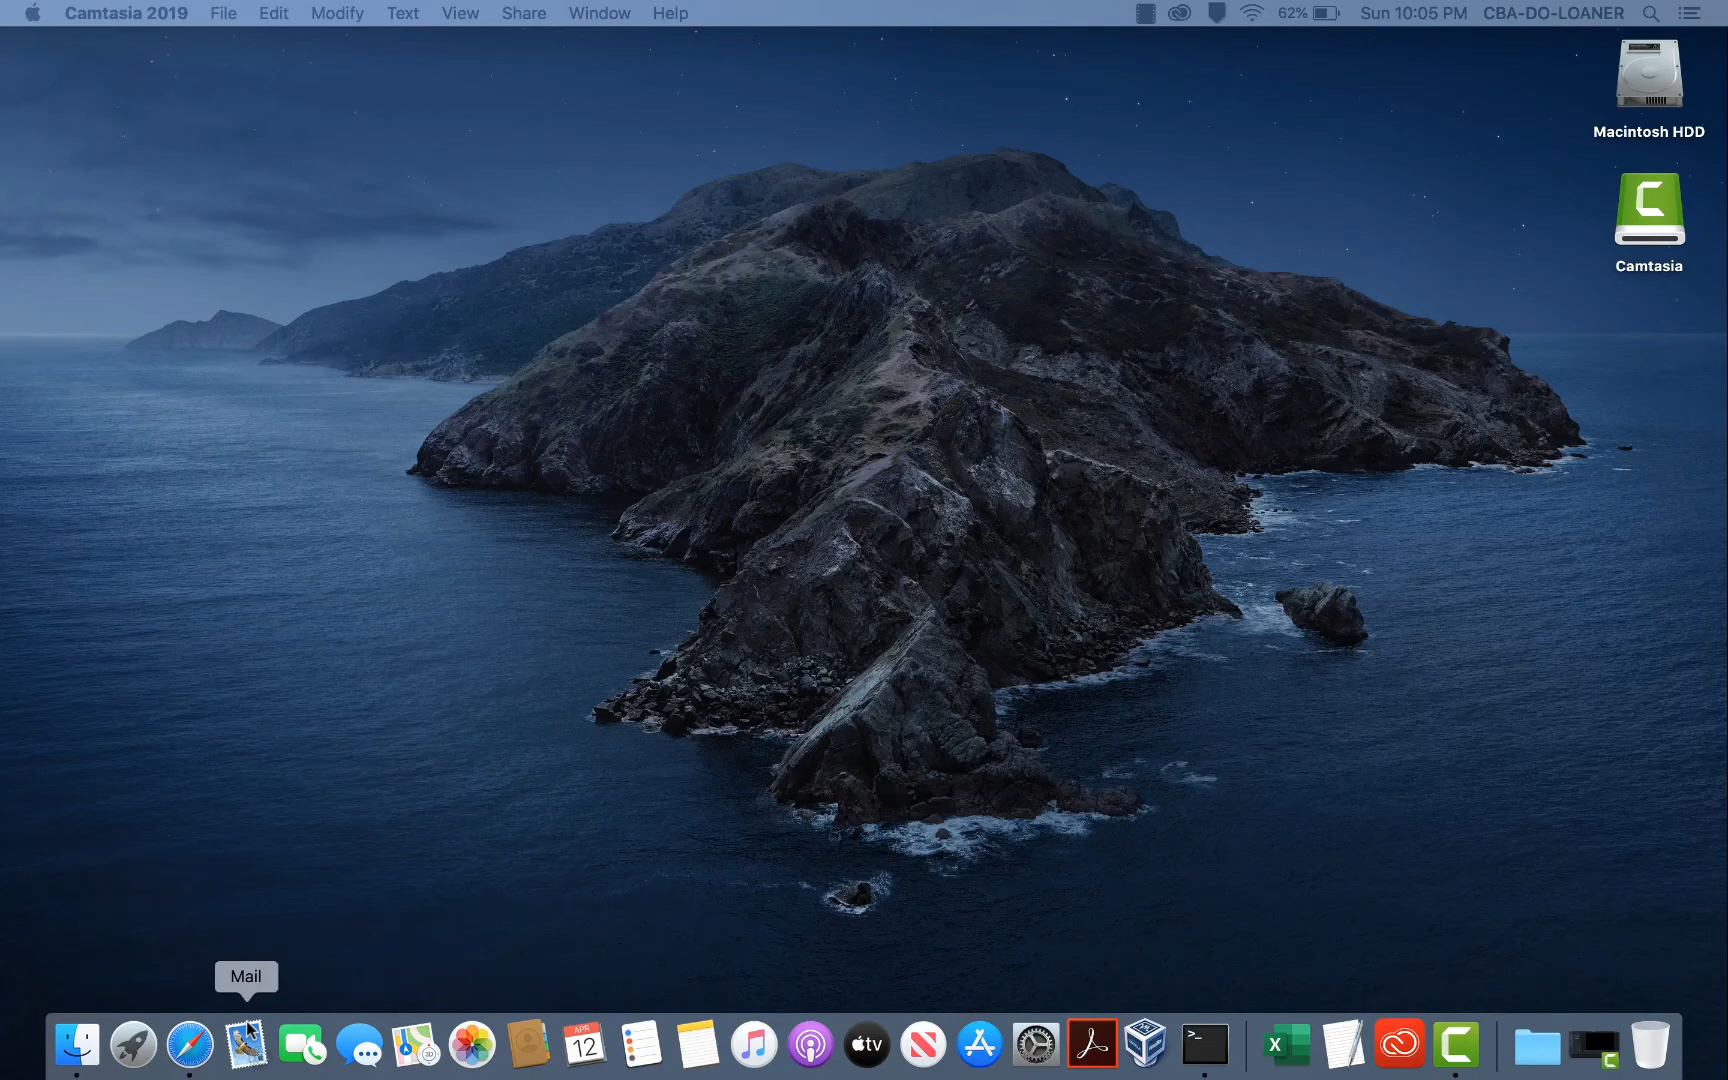 Camtasia 2019 File Edit Modify Text View Share Window Help 62% Sun 10:05 PM CBA-DO-LOANER
Macintosh HDD
C
Camtasia
Mail
3D
APR
12
tv
>_
X
C